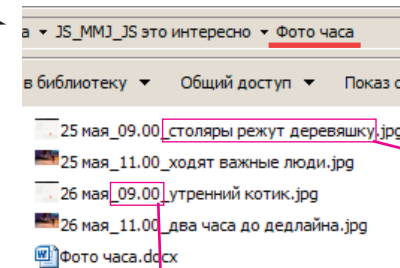 а ▾ JS_MMJ_JS это интересно ▾ Фото часа
в библиотеку ▼ Общий доступ ▼ Показ
25 мая_09.00_столяры режут деревяшку.jpg
25 мая_11.00_ходят важные люди.jpg
26 мая_09.00_утренний котик.jpg
26 мая_11.00_два часа до дедлайна.jpg
Фото часа.docx